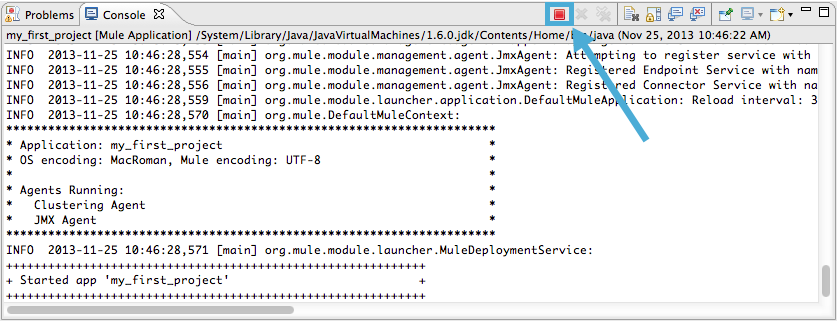 Problems Console
my_first_project [Mule Application] /System/Library/Java/JavaVirtualMachines/1.6.0.jdk/Contents/Home/ /java (Nov 25, 2013 10:46:22 AM)
INFO 2013-11-25 10:46:28,554 [main] org.mule.module.management.agent.JmxAgent: Attempting to register service with
INFO 2013-11-25 10:46:28,555 [main] org.mule.module.management.agent.JmxAgent: Registered Endpoint Service with nam
INFO 2013-11-25 10:46:28,556 [main] org.mule.module.management.agent.JmxAgent: Registered Connector Service with na
INFO 2013-11-25 10:46:28,559 [main] org.mule.module.launcher.application.DefaultMuleApplication: Reload interval: 3
INFO 2013-11-25 10:46:28,570 [main] org.mule.DefaultMuleContext:
**********************************************************************
* Application: my_first_project *
* OS encoding: MacRoman, Mule encoding: UTF-8 *
* *
* Agents Running: *
* Clustering Agent *
* JMX Agent *
**********************************************************************
INFO 2013-11-25 10:46:28,571 [main] org.mule.module.launcher.MuleDeploymentService:
++++++++++++++++++++++++++++++++++++++++++++++++++++++++++++
+ Started app 'my_first_project' +
++++++++++++++++++++++++++++++++++++++++++++++++++++++++++++